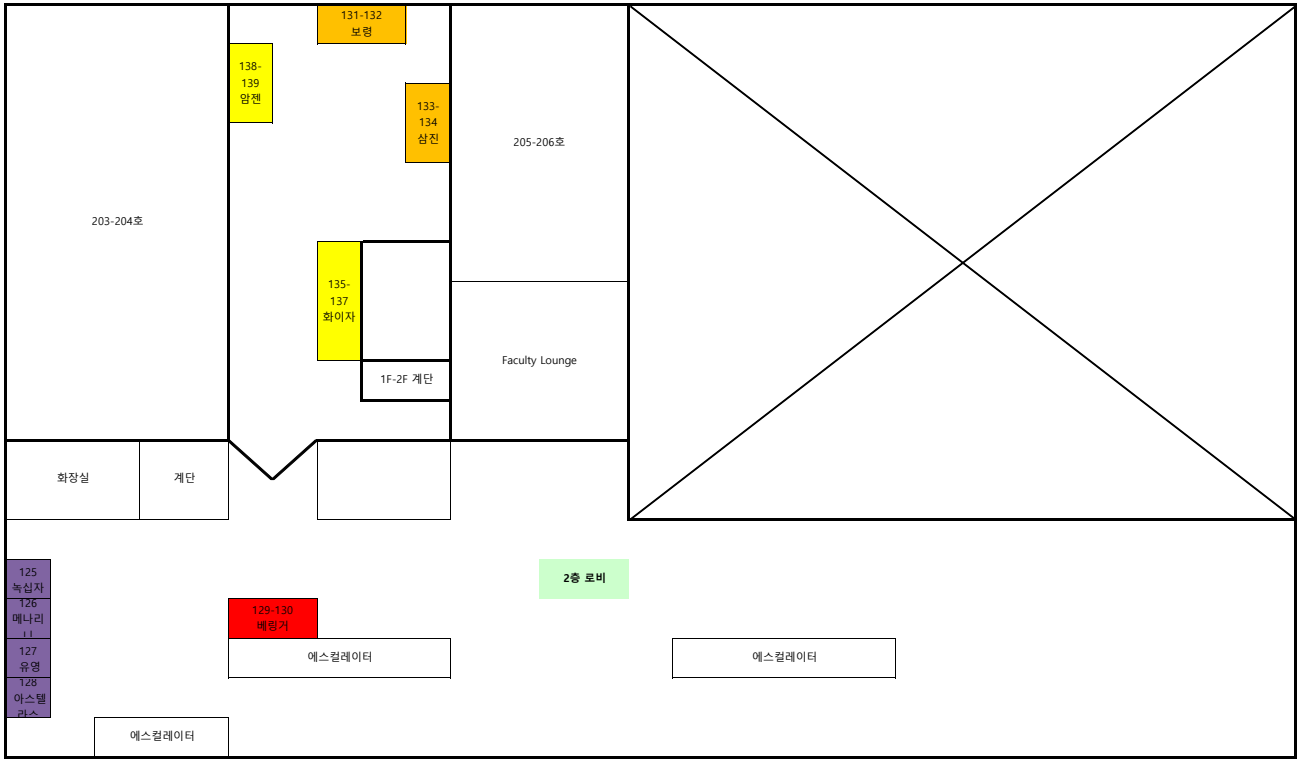 131-132
보령
138-
139
암젠
133-
134
삼진
205-206호
203-204호
135-
137
화이자
Faculty Lounge
1F-2F 계단
화장실
계단
125
녹십자
2층 로비
126
메나리
니
129-130
베링거
127
유영
에스컬레이터
에스컬레이터
128
아스텔
라스
에스컬레이터